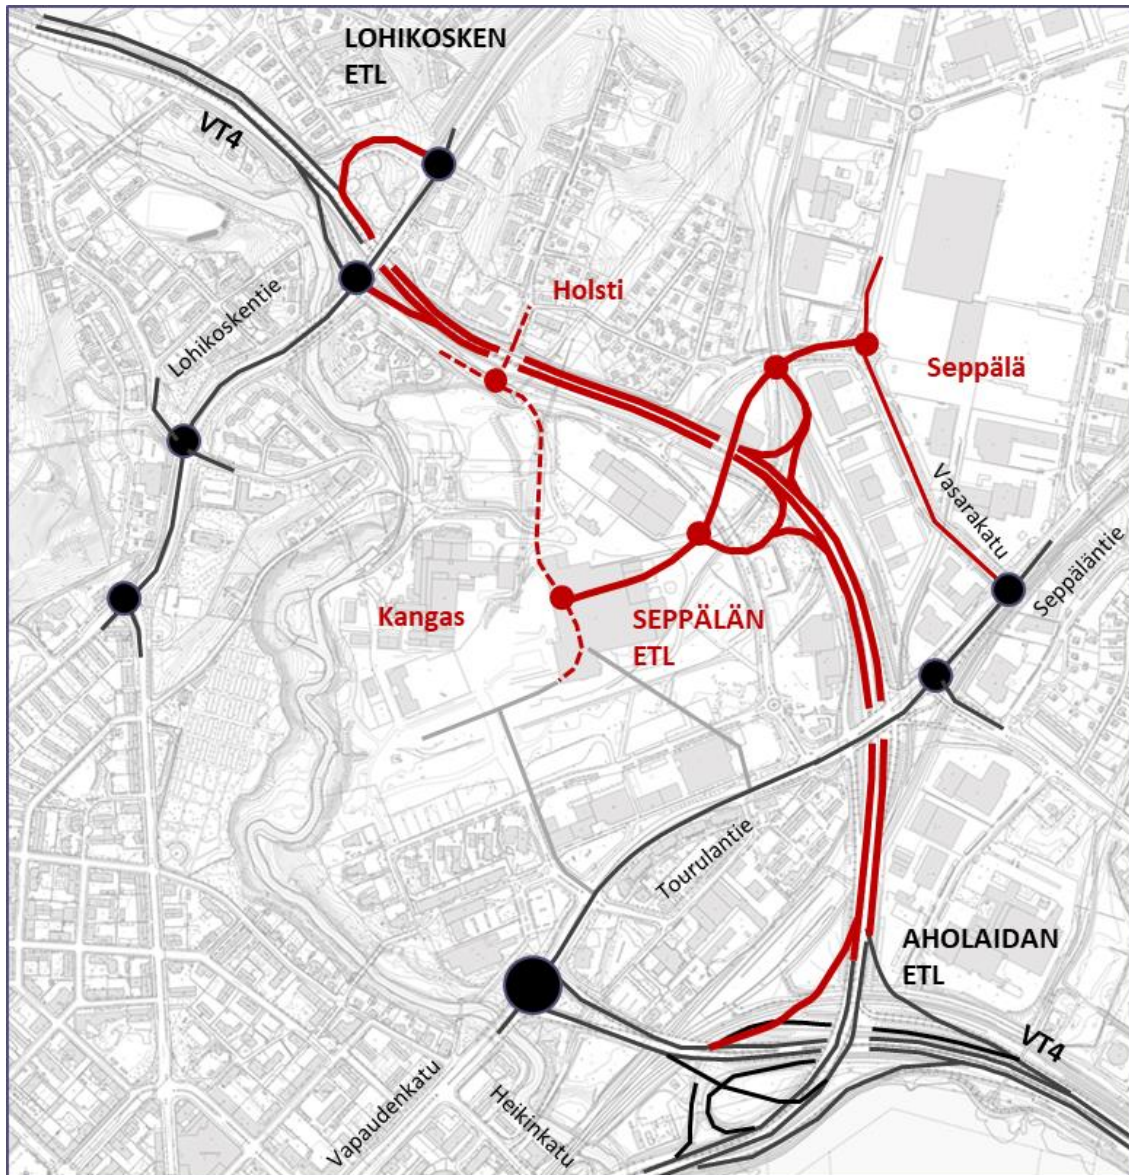 LOHIKOSKEN
ETL
VT4
Holsti
Lohikoskentie
Seppälä
Vasarakatu
Seppäläntie
Kangas
SEPPÄLÄN
ETL
Tourulantie
AHOLAIDAN
ETL
VT4
Vapaudenkatu
Heikinkatu